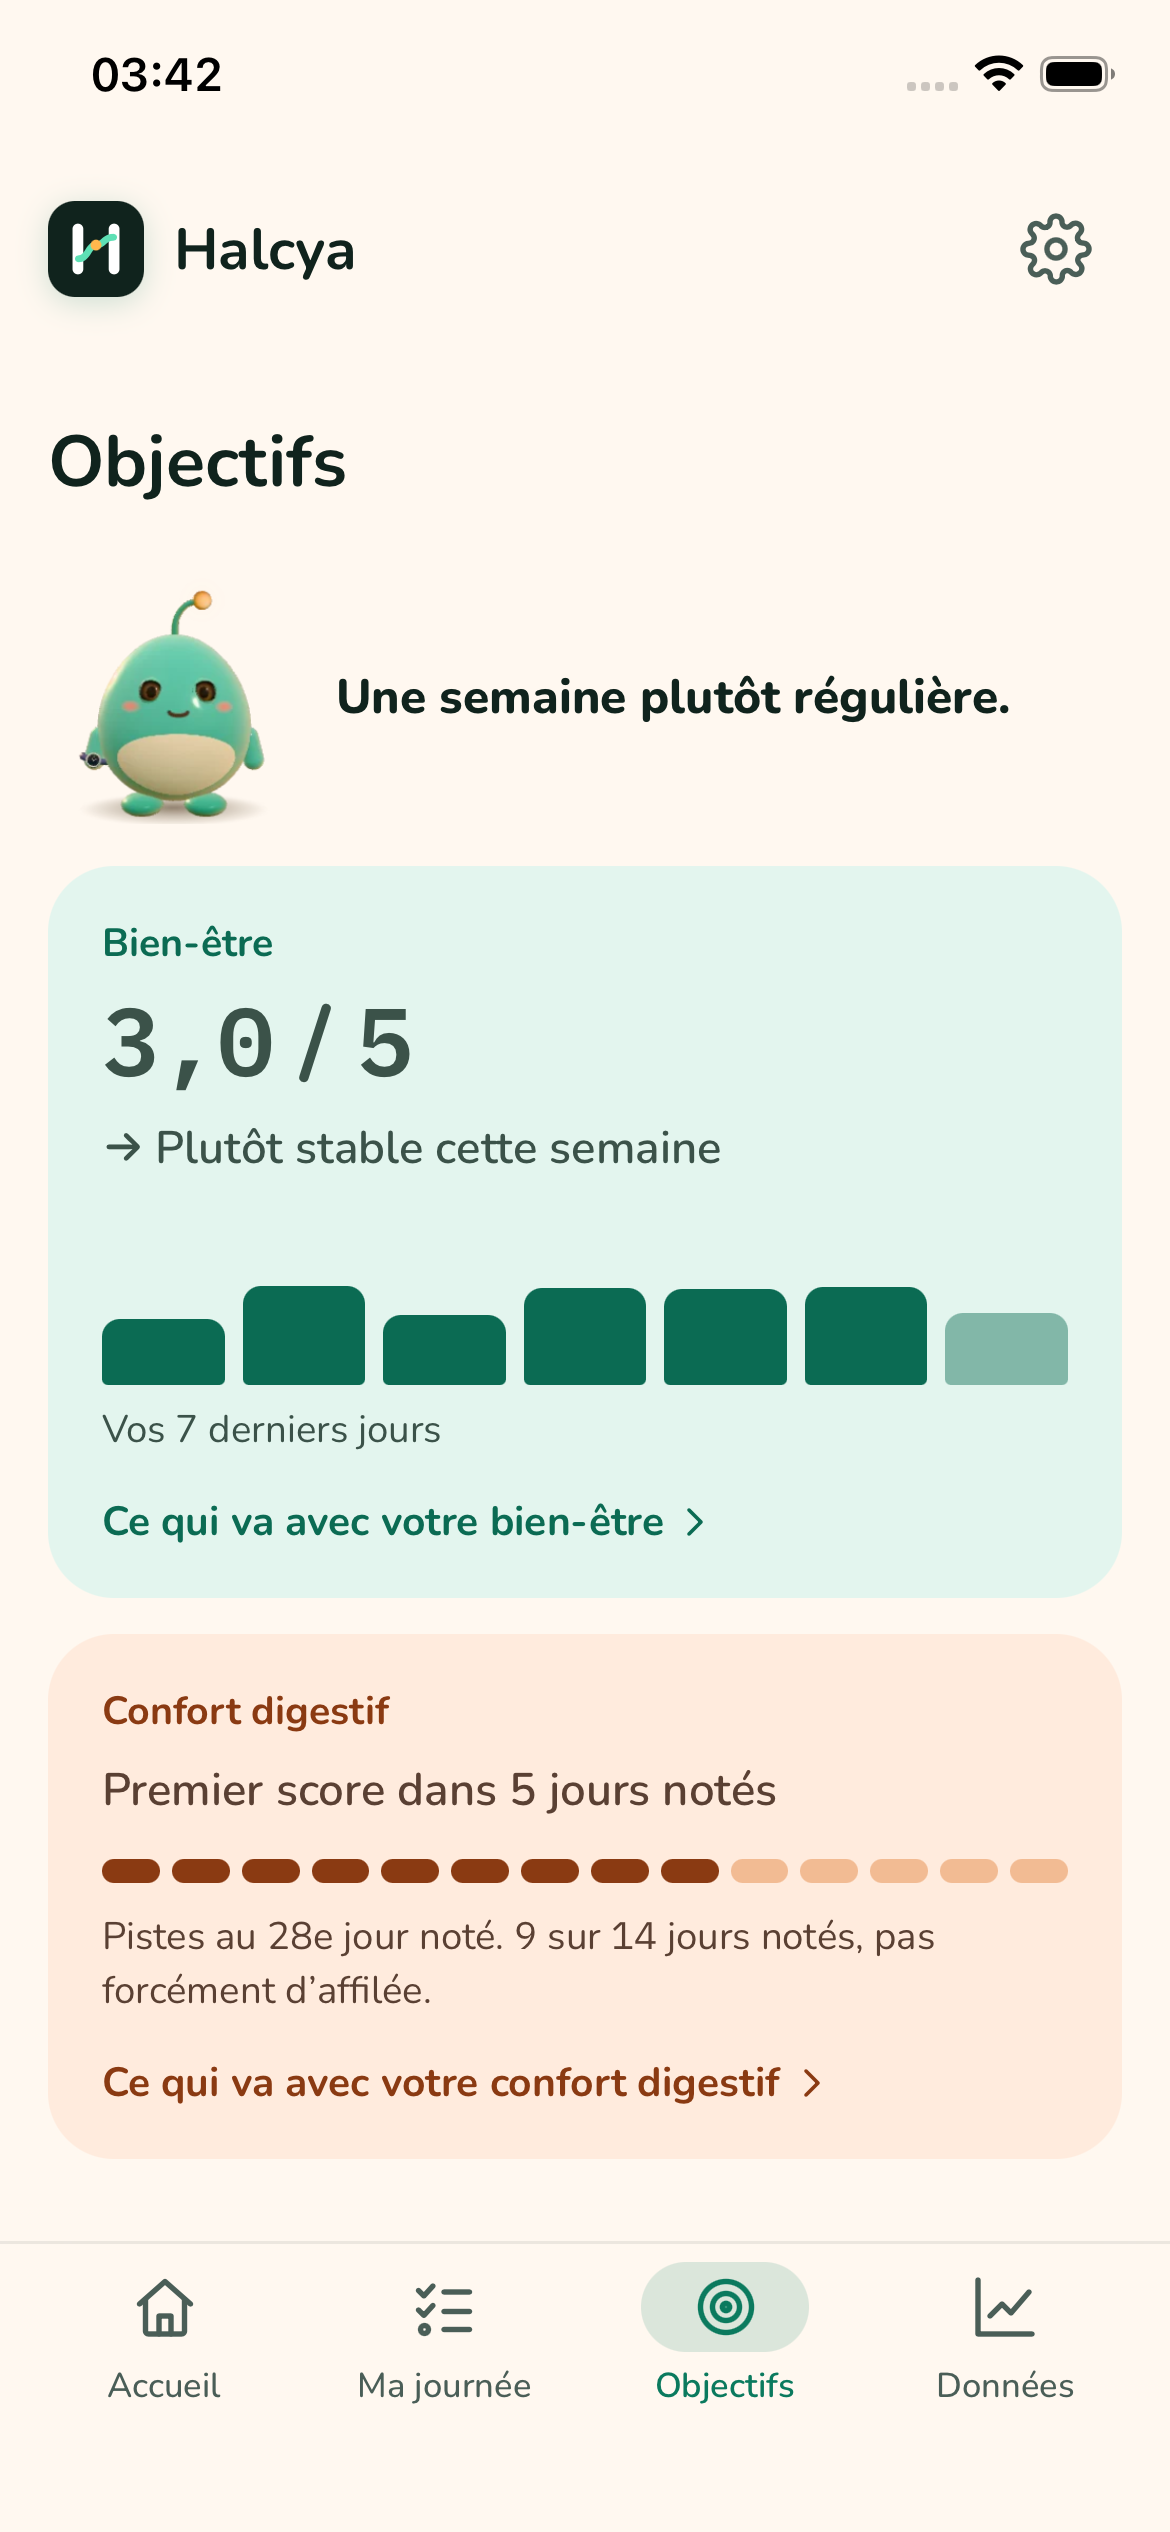 03:42
Halcya
Objectifs
Une semaine plutôt régulière.
Bien-être
3,0/5
→ Plutôt stable cette semaine
Vos 7 derniers jours
Ce qui va avec votre bien-être
Confort digestif
Premier score dans 5 jours notés
Pistes au 28e jour noté. 9 sur 14 jours notés, pas
forcément d’affilée.
Ce qui va avec votre confort digestif
Accueil
Ma journée
Objectifs
Données